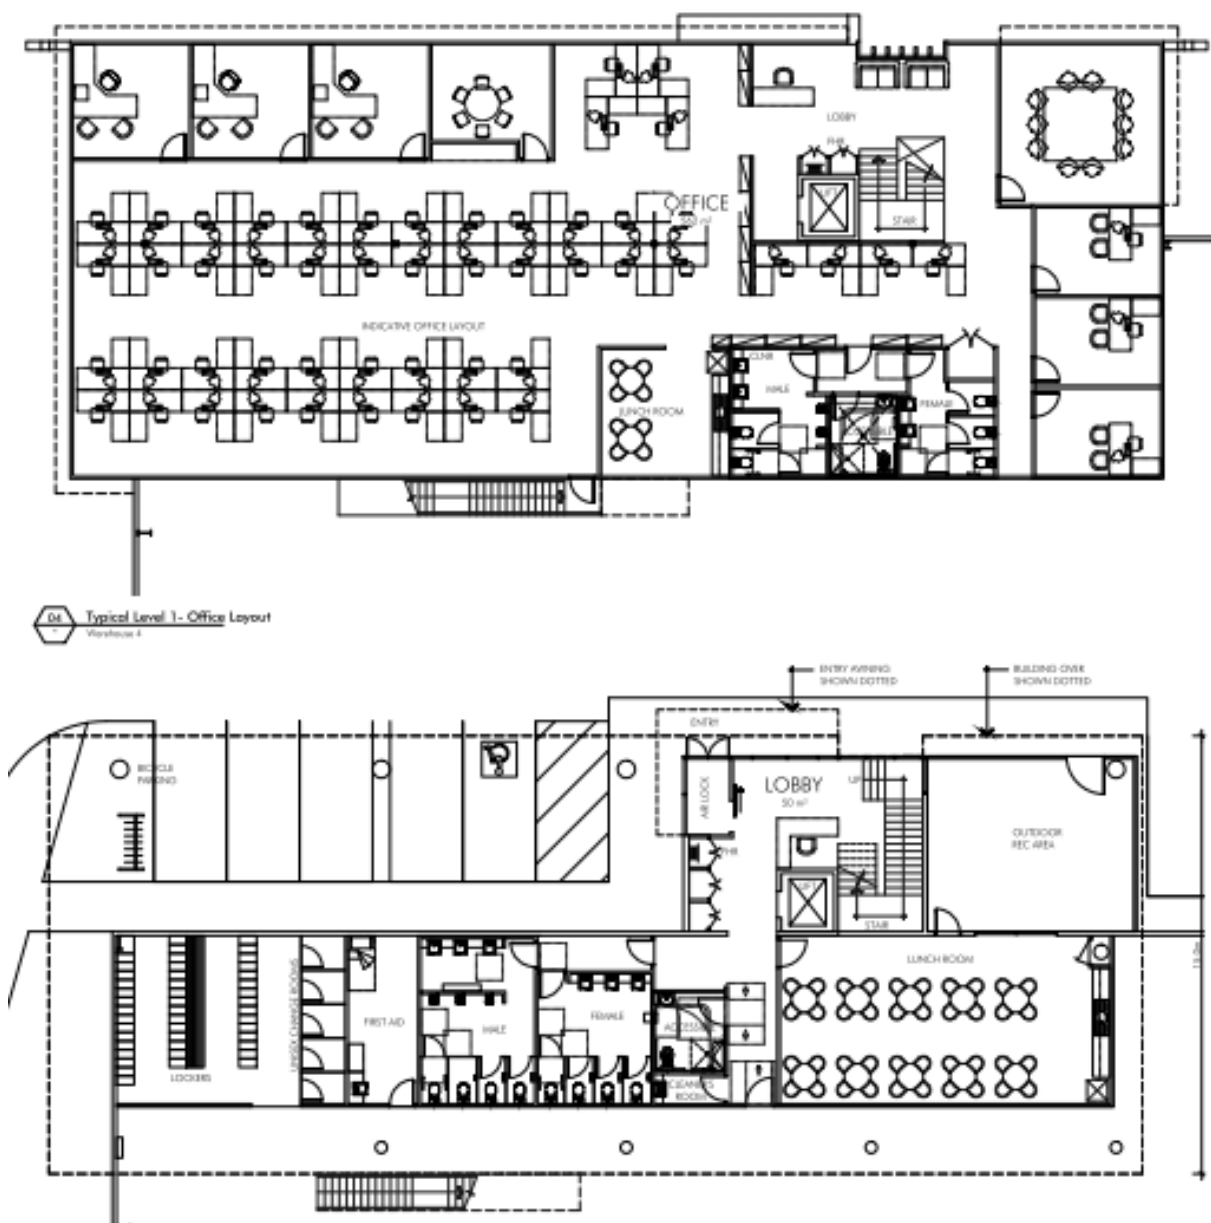 LOBBY
FHR
OFFICE
LIFT
STAIR
INDICATIVE OFFICE LAYOUT
CLNR
MALE
LUNCH ROOM
FEMALE
04
Typical Level 1- Office Layout
Warehouse 4
ENTRY AWNING
SHOWN DOTTED
BUILDING OVER
SHOWN DOTTED
ENTRY
BICYCLE
PARKING
AIR LOCK
LOBBY
50 m²
UP
OUTDOOR
REC AREA
FHR
LIFT
STAIR
LUNCH ROOM
UNISEX CHANGE ROOMS
FIRST AID
MALE
FEMALE
LOCKERS
CLEANERS
ROOM